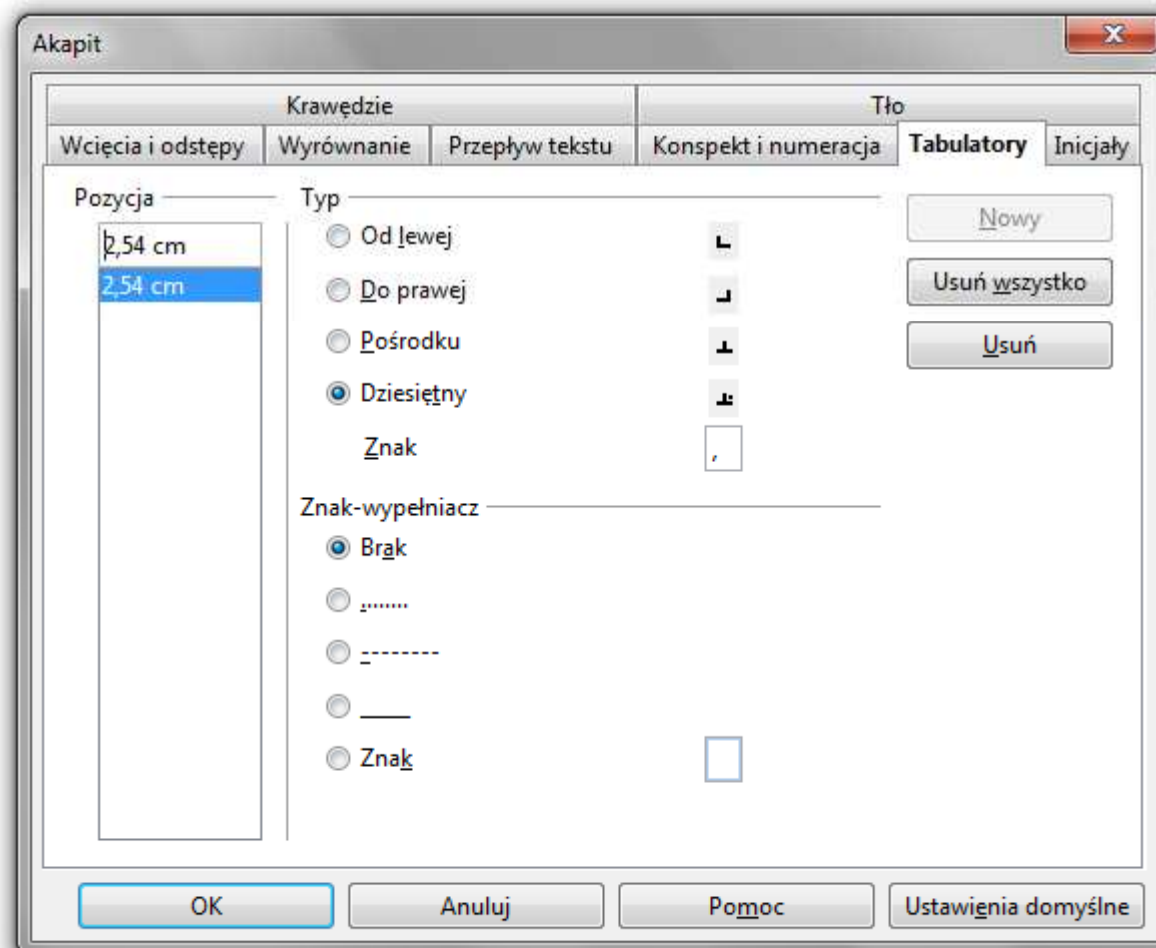 Akapit
Krawędzie Tło
Wcięcia i odstępy Wyrównanie Przepływ tekstu Konspekt i numeracja Tabulatory Inicjały
Pozycja
2,54 cm
2,54 cm
Typ
Od lewej
Do prawej
Pośrodku
Dziesiętny
Znak ,
Znak-wypełniacz
Brak
........
--------
____
Znak
Nowy
Usuń wszystko
Usuń
OK Anuluj Pomoc Ustawienia domyślne